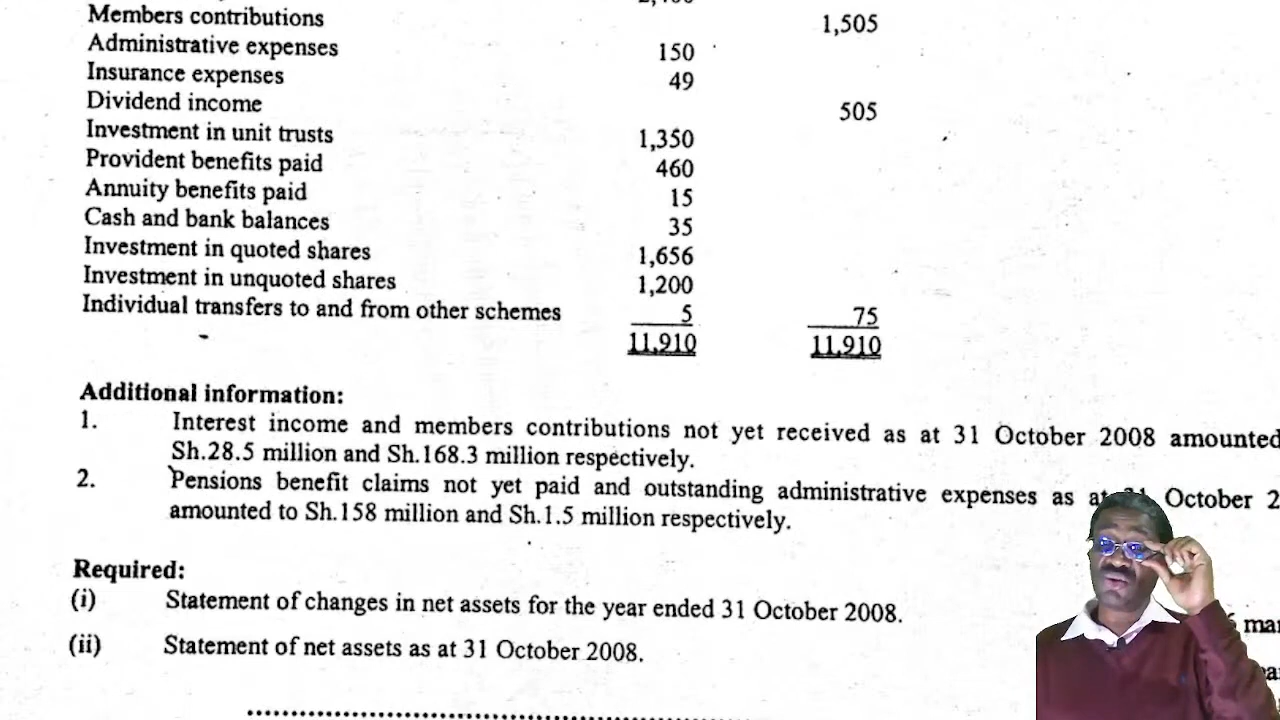 Members contributions 1,505
Administrative expenses 150
Insurance expenses 49
Dividend income 505
Investment in unit trusts 1,350
Provident benefits paid 460
Annuity benefits paid 15
Cash and bank balances 35
Investment in quoted shares 1,656
Investment in unquoted shares 1,200
Individual transfers to and from other schemes 5 75
11,910 11,910
Additional information:
1. Interest income and members contributions not yet received as at 31 October 2008 amounted
Sh.28.5 million and Sh.168.3 million respectively.
2. Pensions benefit claims not yet paid and outstanding administrative expenses as at 31 October 2
amounted to Sh.158 million and Sh.1.5 million respectively.
Required:
(i) Statement of changes in net assets for the year ended 31 October 2008.
(ii) Statement of net assets as at 31 October 2008.